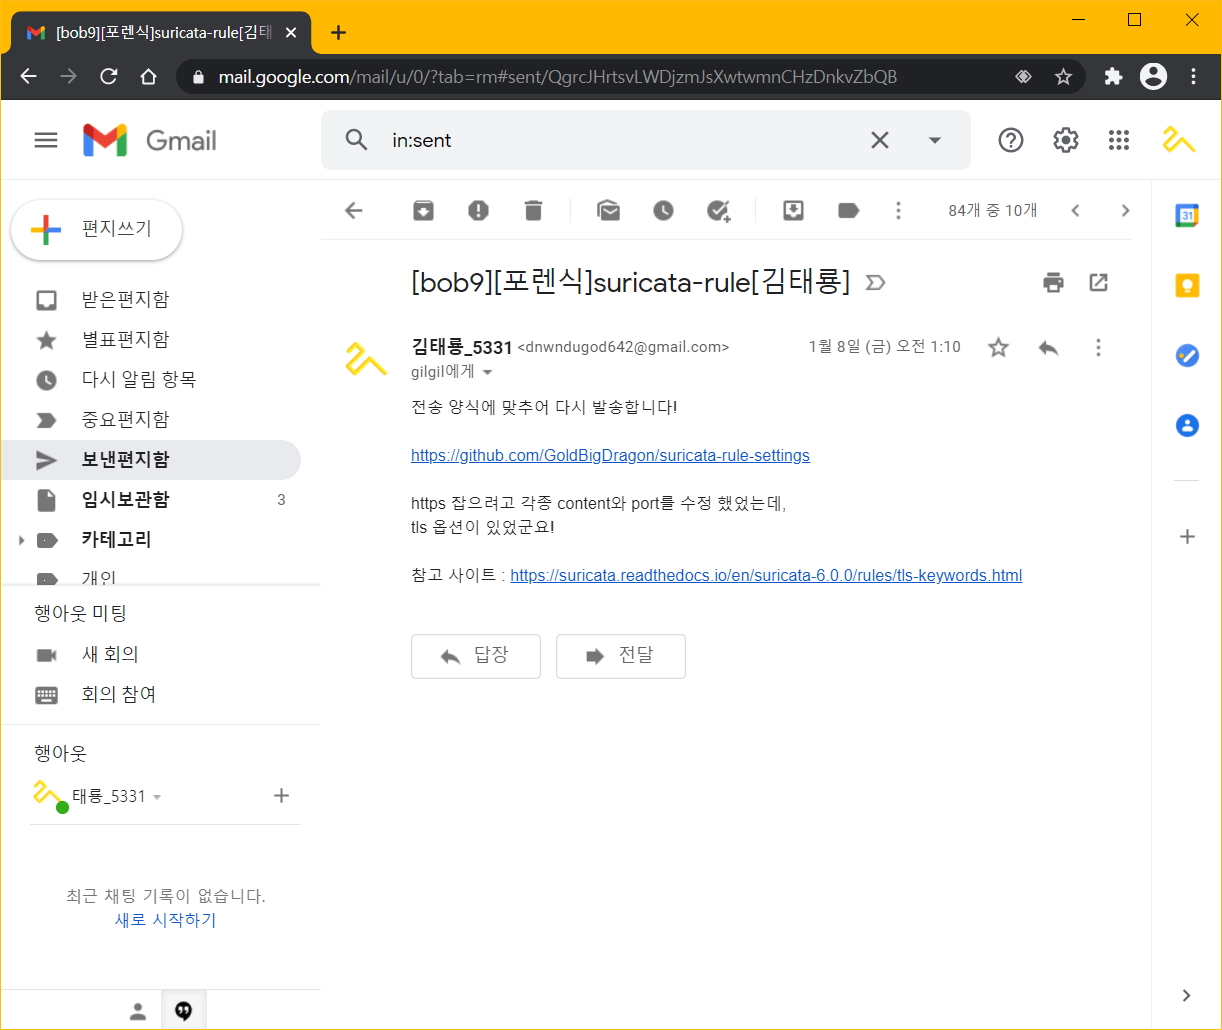 [bob9][포렌식]suricata-rule[김태
mail.google.com/mail/u/0/?tab=rm#sent/QgrcJHrtsvLWDjzmJsXwtwmnCHzDnkvZbQB
Gmail
in:sent
편지쓰기
84개 중 10개
31
받은편지함
별표편지함
다시 알림 항목
중요편지함
보낸편지함
임시보관함 3
카테고리
개인
행아웃 미팅
새 회의
회의 참여
행아웃
태룡_5331
최근 채팅 기록이 없습니다.
새로 시작하기
[bob9][포렌식]suricata-rule[김태룡]
김태룡_5331 <dnwndugod642@gmail.com> 1월 8일 (금) 오전 1:10
gilgil에게
전송 양식에 맞추어 다시 발송합니다!
https://github.com/GoldBigDragon/suricata-rule-settings
https 잡으려고 각종 content와 port를 수정 했었는데,
tls 옵션이 있었군요!
참고 사이트 : https://suricata.readthedocs.io/en/suricata-6.0.0/rules/tls-keywords.html
답장
전달